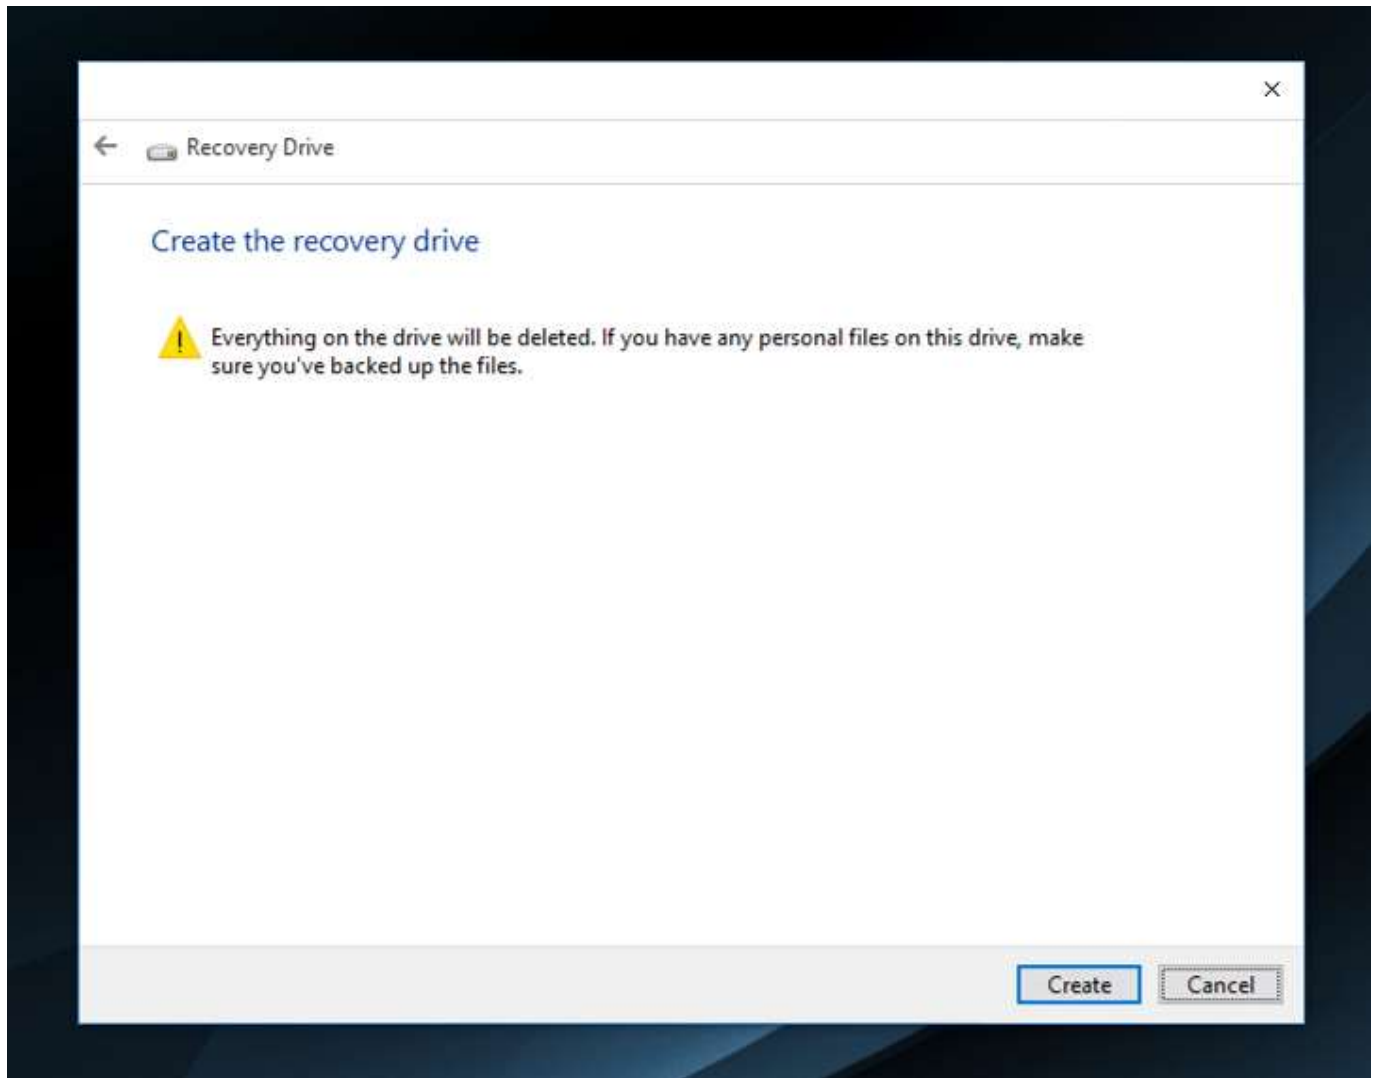 Recovery Drive
Create the recovery drive
Everything on the drive will be deleted. If you have any personal files on this drive, make
sure you've backed up the files.
Create
Cancel